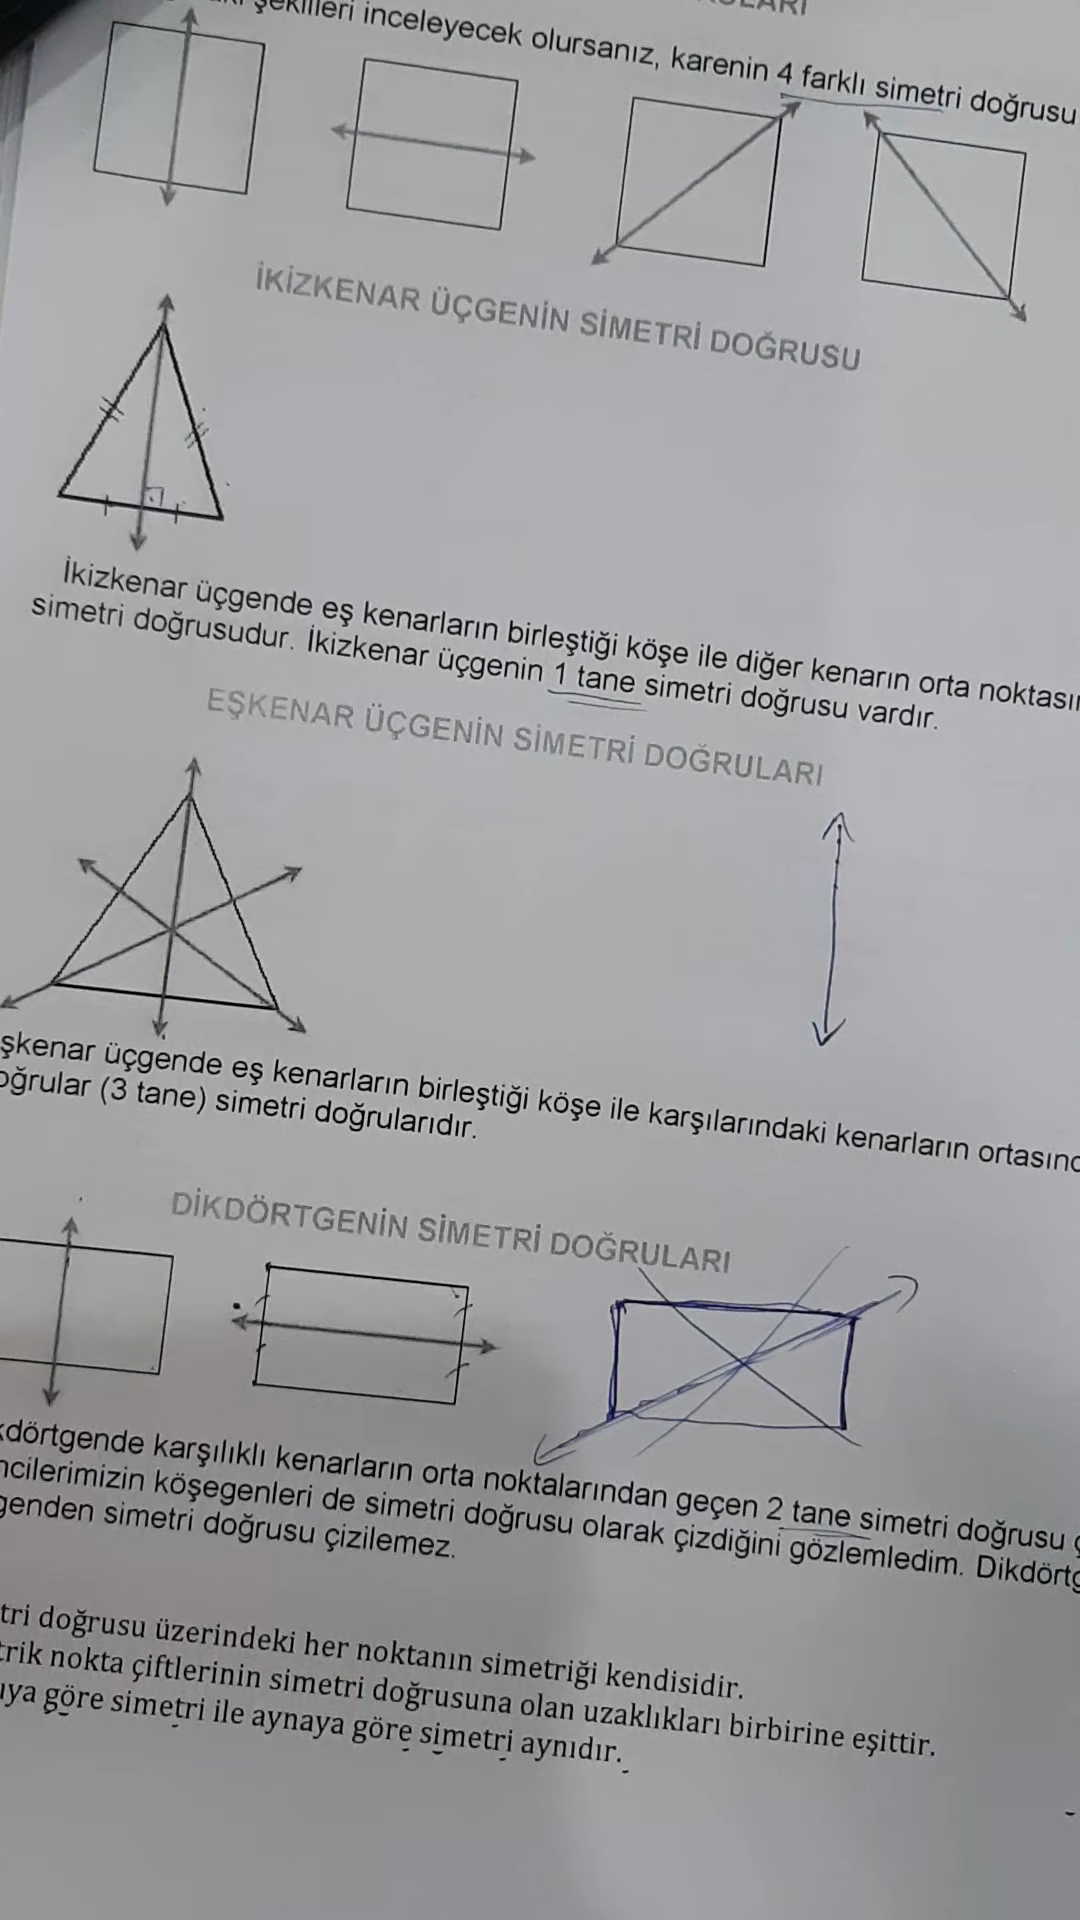 şekilleri inceleyecek olursanız, karenin 4 farklı simetri doğrusu
İKİZKENAR ÜÇGENİN SİMETRİ DOĞRUSU
İkizkenar üçgende eş kenarların birleştiği köşe ile diğer kenarın orta
simetri doğrusudur. İkizkenar üçgenin 1 tane simetri doğrusu vardır.
EŞKENAR ÜÇGENİN SİMETRİ DOĞRULARI
şkenar üçgende eş kenarların birleştiği köşe ile karşılarındaki kenarların
oğrular (3 tane) simetri doğrularıdır.
DİKDÖRTGENİN SİMETRİ DOĞRULARI
dörtgende karşılıklı kenarların orta noktalarından geçen 2 tane simetri doğrusu
ncilerimizin köşegenleri de simetri doğrusu olarak çizdiğini gözlemledim.
genden simetri doğrusu çizilemez.
tri doğrusu üzerindeki her noktanın simetriği kendisidir.
trik nokta çiftlerinin simetri doğrusuna olan uzaklıkları birbirine eşittir.
ya göre simetri ile aynaya göre simetri aynıdır.